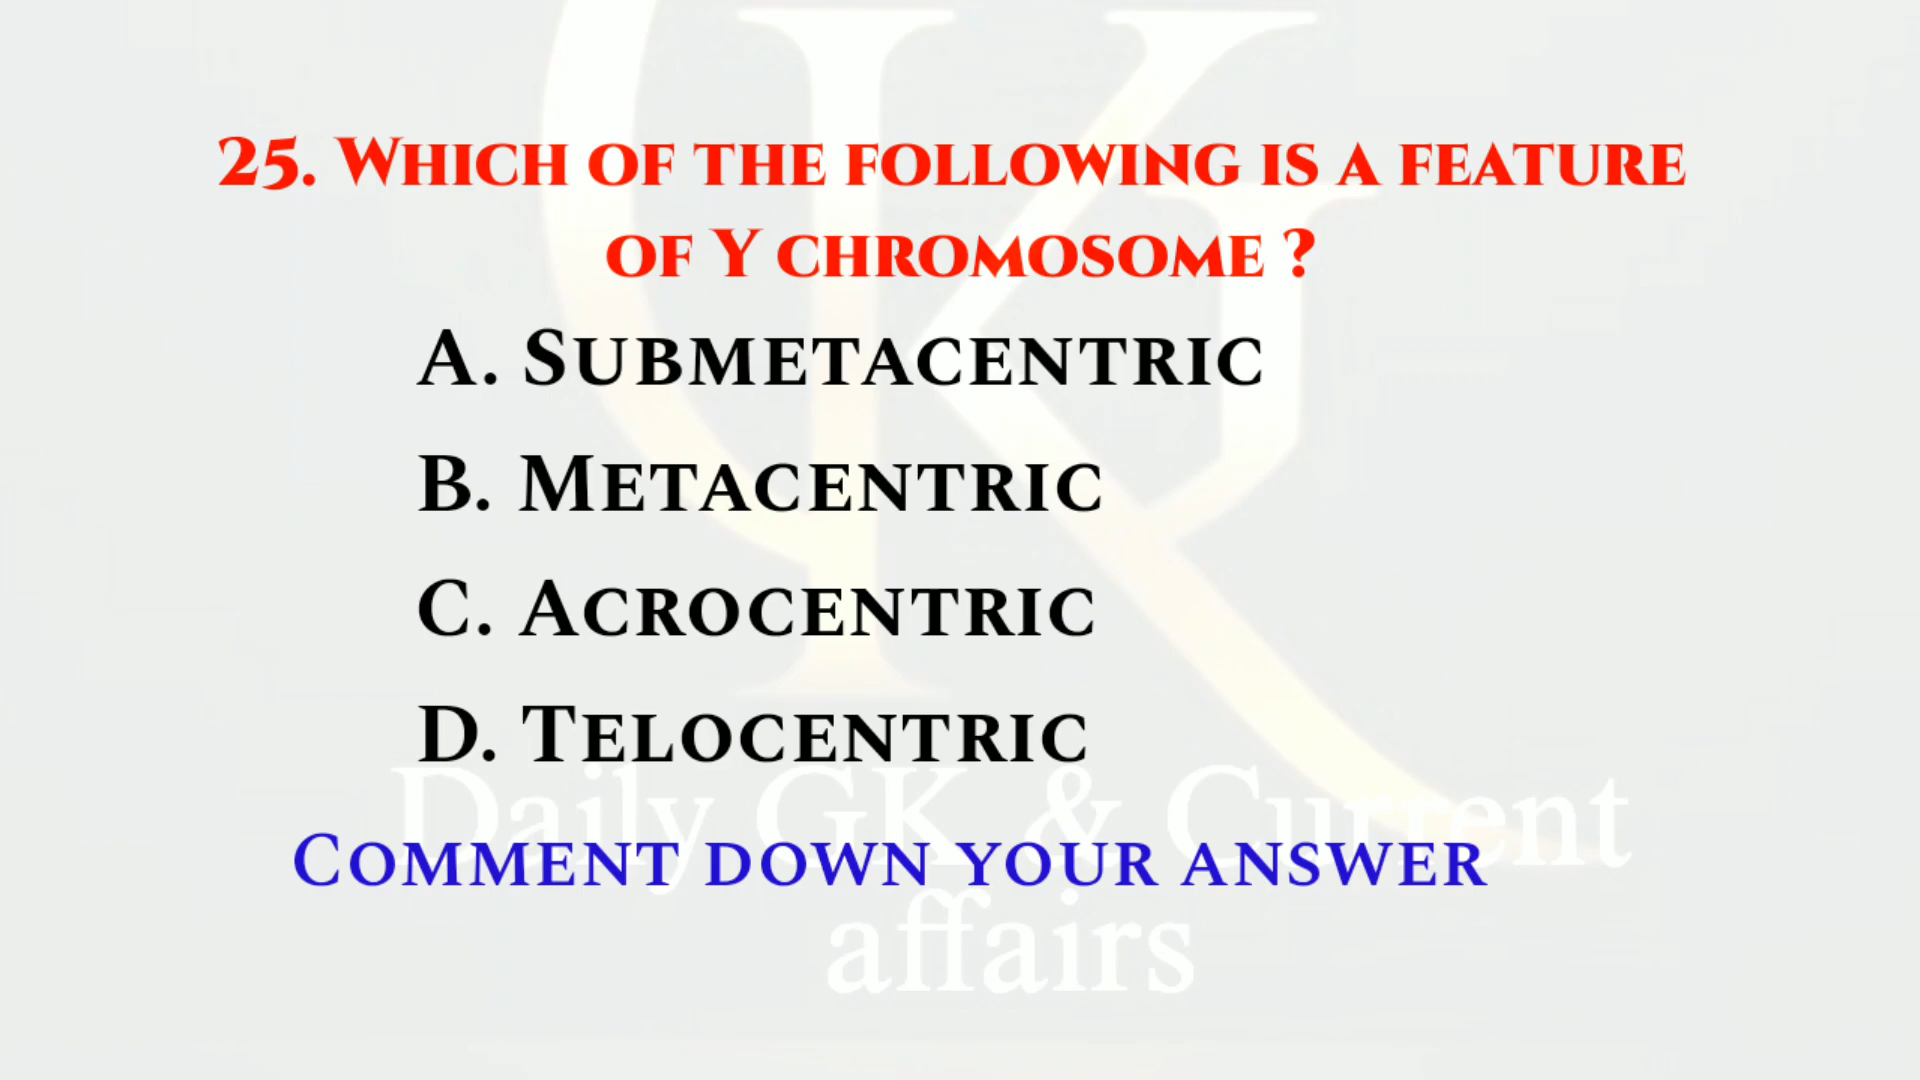 25. Which of the following is a feature
of Y chromosome ?
A. Submetacentric
B. Metacentric
C. Acrocentric
D. Telocentric
Daily GK & Current
Comment down your answer
affairs